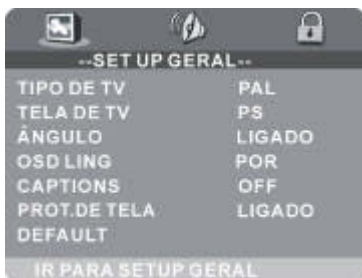 --SET UP GERAL--
TIPO DE TV PAL
TELA DE TV PS
ÂNGULO LIGADO
OSD LING POR
CAPTIONS OFF
PROT.DE TELA LIGADO
DEFAULT
IR PARA SETUP GERAL